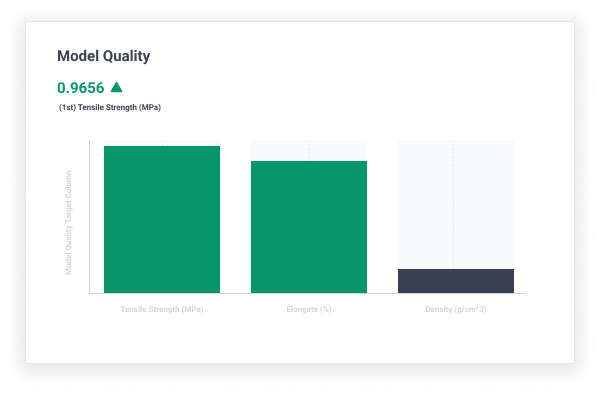 Model Quality
0.9656
(1st) Tensile Strength (MPa)
Model Quality Target Column
Tensile Strength (MPa)
Elongate (%)
Density (g/cm^3)